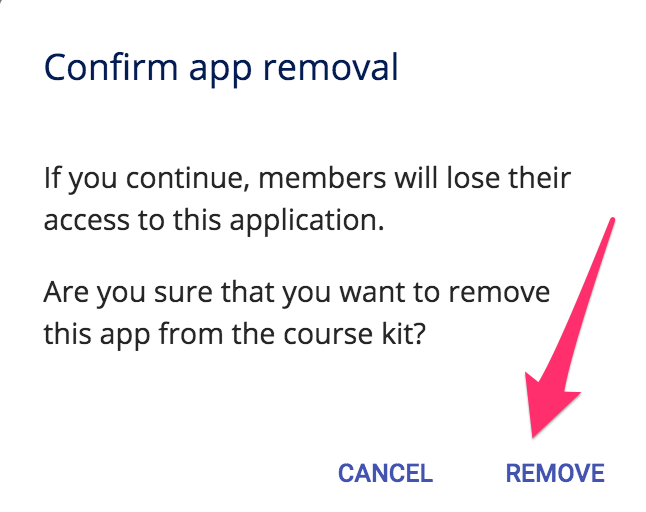 Confirm app removal
If you continue, members will lose their
access to this application.
Are you sure that you want to remove
this app from the course kit?
CANCEL REMOVE